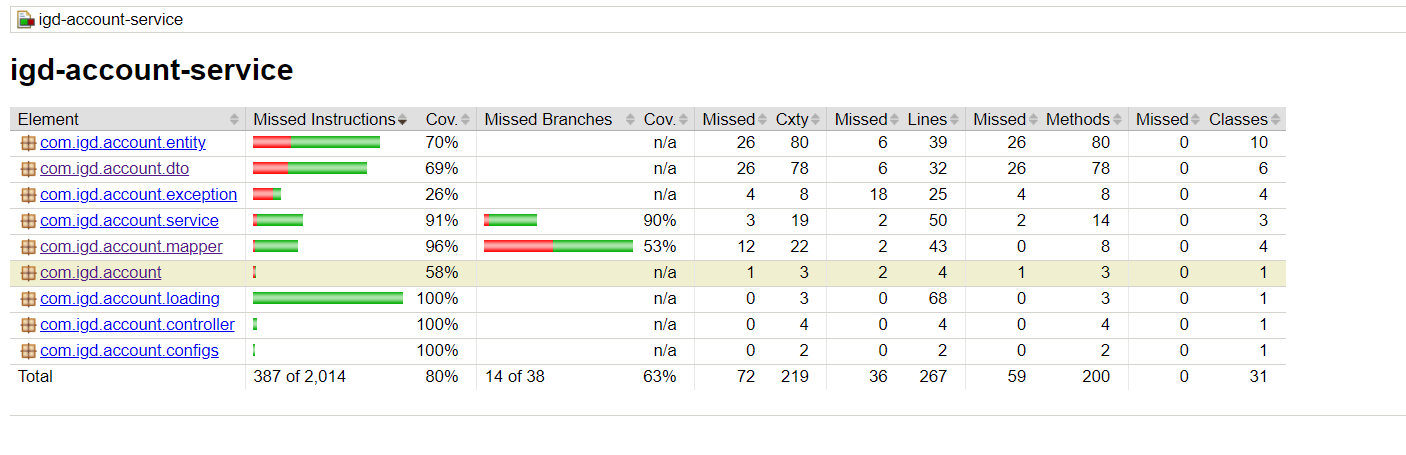 igd-account-service
igd-account-service
Element Missed Instructions Cov. Missed Branches Cov. Missed Cxty Missed Lines Missed Methods Missed Classes
com.igd.account.entity 70% n/a 26 80 6 39 26 80 0 10
com.igd.account.dto 69% n/a 26 78 6 32 26 78 0 6
com.igd.account.exception 26% n/a 4 8 18 25 4 8 0 4
com.igd.account.service 91% 90% 3 19 2 50 2 14 0 3
com.igd.account.mapper 96% 53% 12 22 2 43 0 8 0 4
com.igd.account 58% n/a 1 3 2 4 1 3 0 1
com.igd.account.loading 100% n/a 0 3 0 68 0 3 0 1
com.igd.account.controller 100% n/a 0 4 0 4 0 4 0 1
com.igd.account.configs 100% n/a 0 2 0 2 0 2 0 1
Total 387 of 2,014 80% 14 of 38 63% 72 219 36 267 59 200 0 31